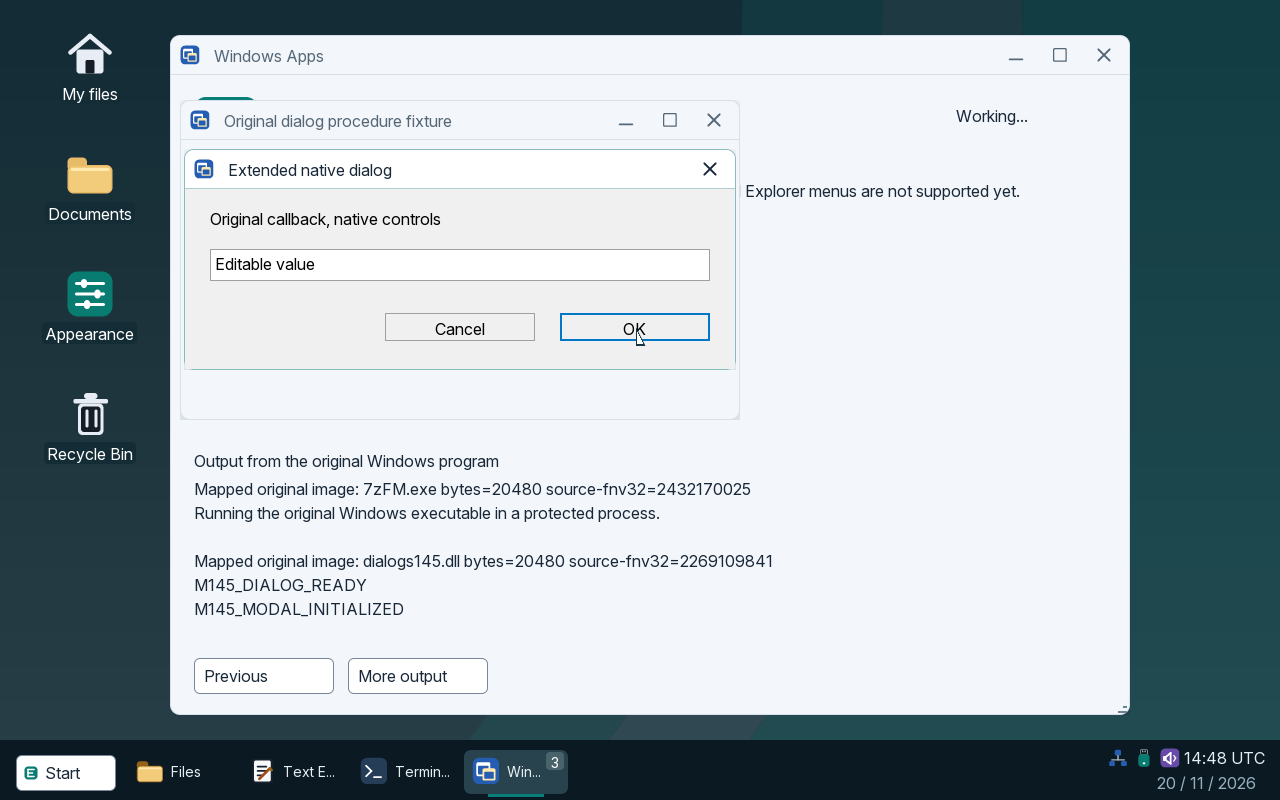 My files
Documents
Appearance
Recycle Bin
Windows Apps
Working...
Original dialog procedure fixture
Extended native dialog
Explorer menus are not supported yet.
Original callback, native controls
Editable value
Cancel
OK
Output from the original Windows program
Mapped original image: 7zFM.exe bytes=20480 source-fnv32=2432170025
Running the original Windows executable in a protected process.
Mapped original image: dialogs145.dll bytes=20480 source-fnv32=2269109841
M145_DIALOG_READY
M145_MODAL_INITIALIZED
Previous
More output
E Start
Files
Text E...
Termin...
Win...
3
14:48 UTC
20 / 11 / 2026